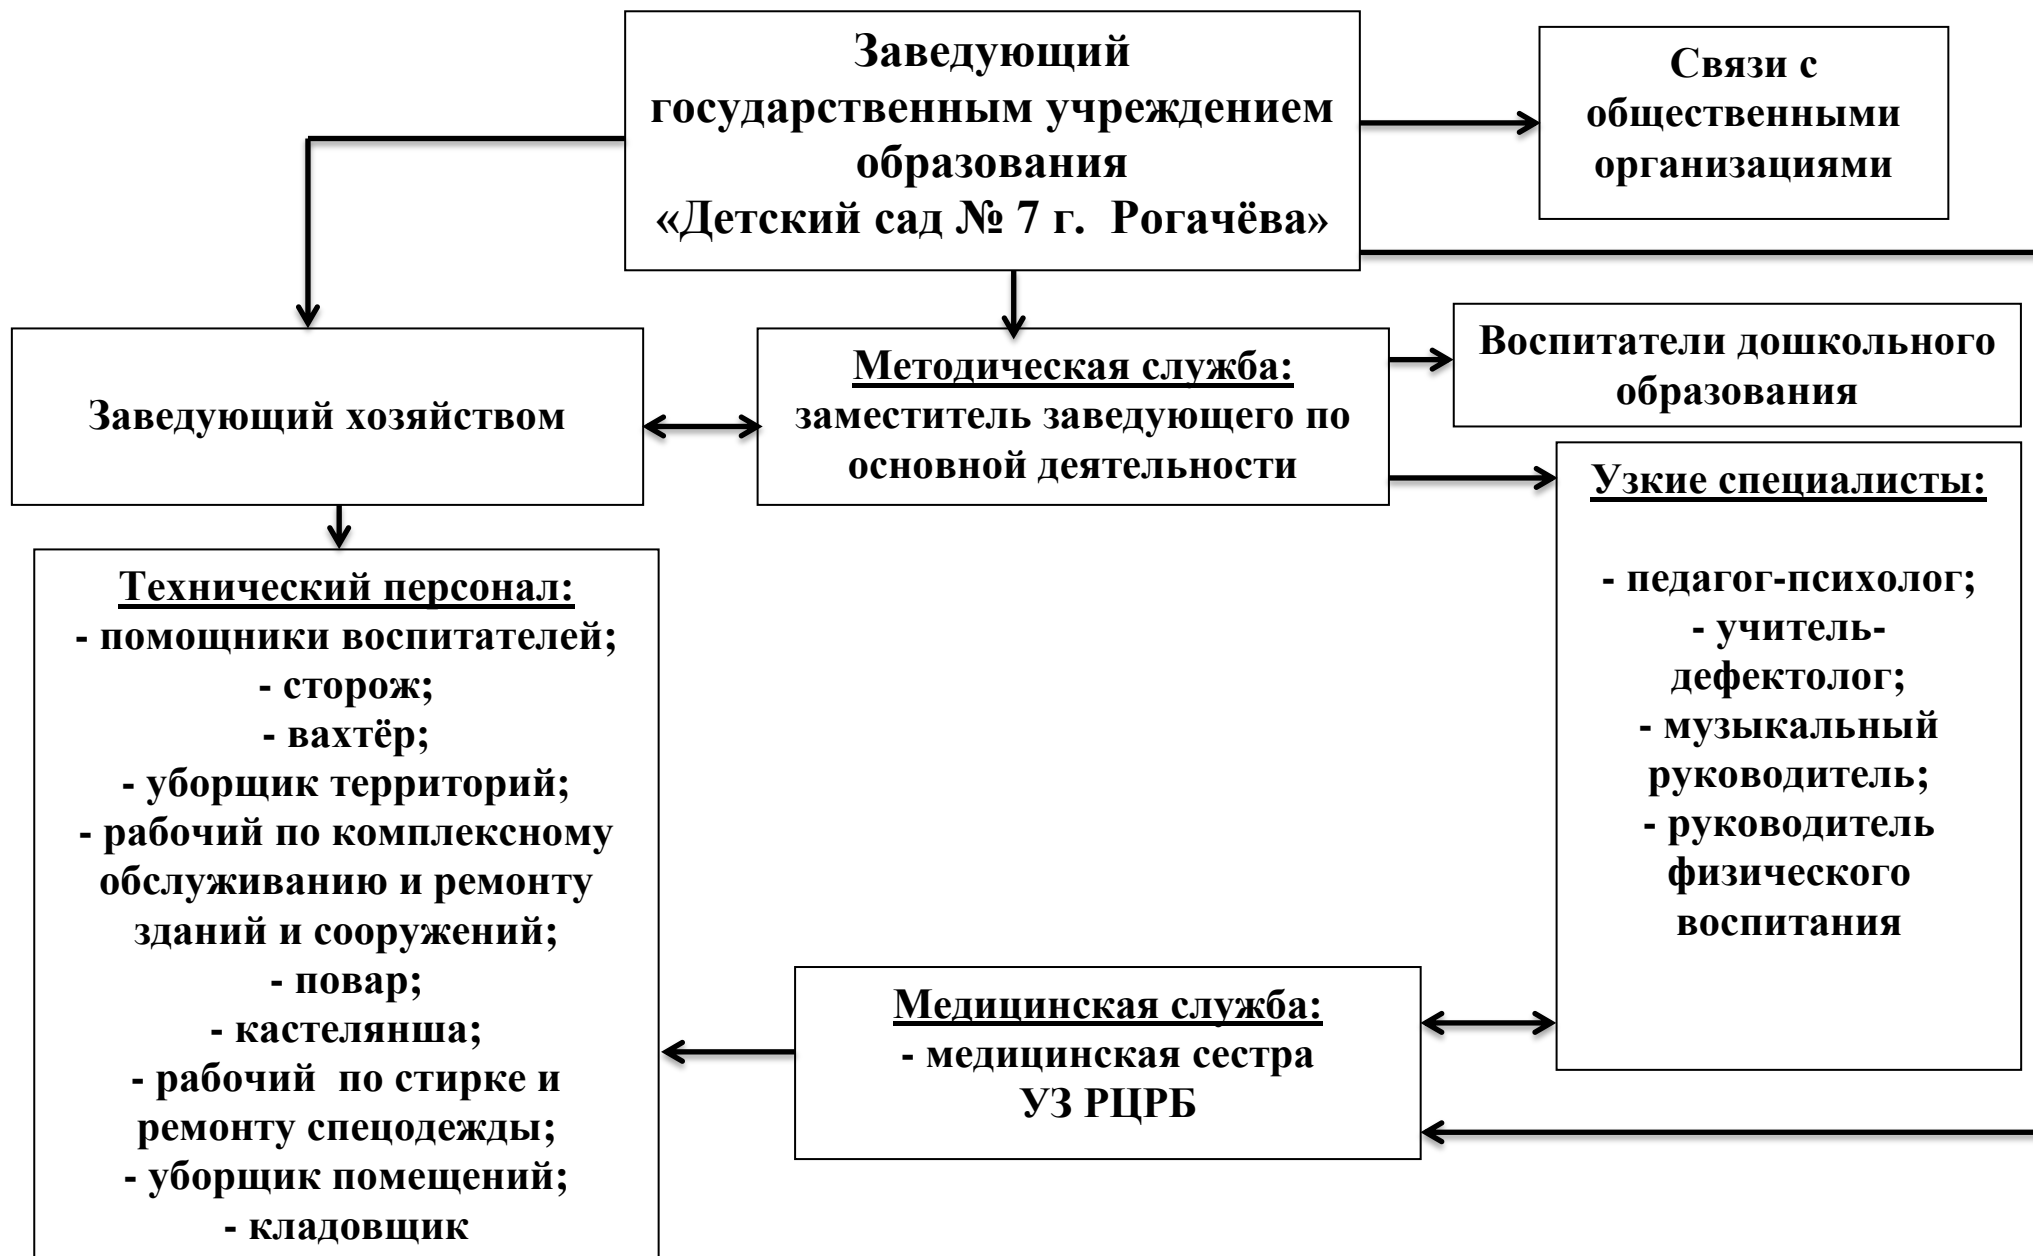 Заведующий
государственным учреждением
образования
«Детский сад № 7 г.  Рогачёва»
Связи с
общественными
организациями
Заведующий хозяйством
Методическая служба:
заместитель заведующего по
основной деятельности
Воспитатели дошкольного
образования
Узкие специалисты:
- педагог-психолог;
- учитель-
дефектолог;
- музыкальный
руководитель;
- руководитель
физического
воспитания
Технический персонал:
- помощники воспитателей;
- сторож;
- вахтёр;
- уборщик территорий;
- рабочий по комплексному
обслуживанию и ремонту
зданий и сооружений;
- повар;
- кастелянша;
- рабочий  по стирке и
ремонту спецодежды;
- уборщик помещений;
- кладовщик
Медицинская служба:
- медицинская сестра
УЗ РЦРБ